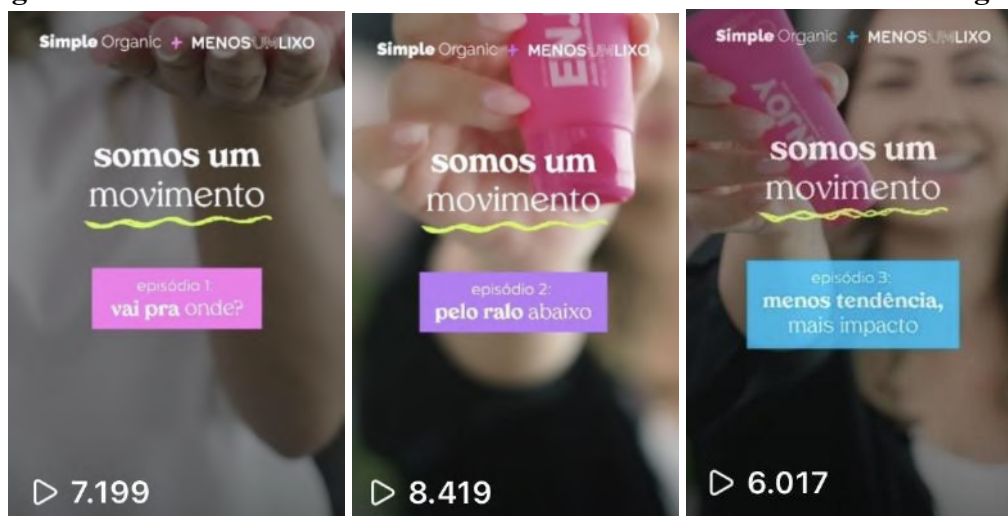 Simple Organic + MENOS UM LIXO
somos um
movimento
episódio 1:
vai pra onde?
7.199
Simple Organic + MENOS UM LIXO
EN.
somos um
movimento
episódio 2:
pelo ralo abaixo
8.419
Simple Organic + MENOS UM LIXO
NJOY
somos um
movimento
episódio 3:
menos tendência,
mais impacto
6.017